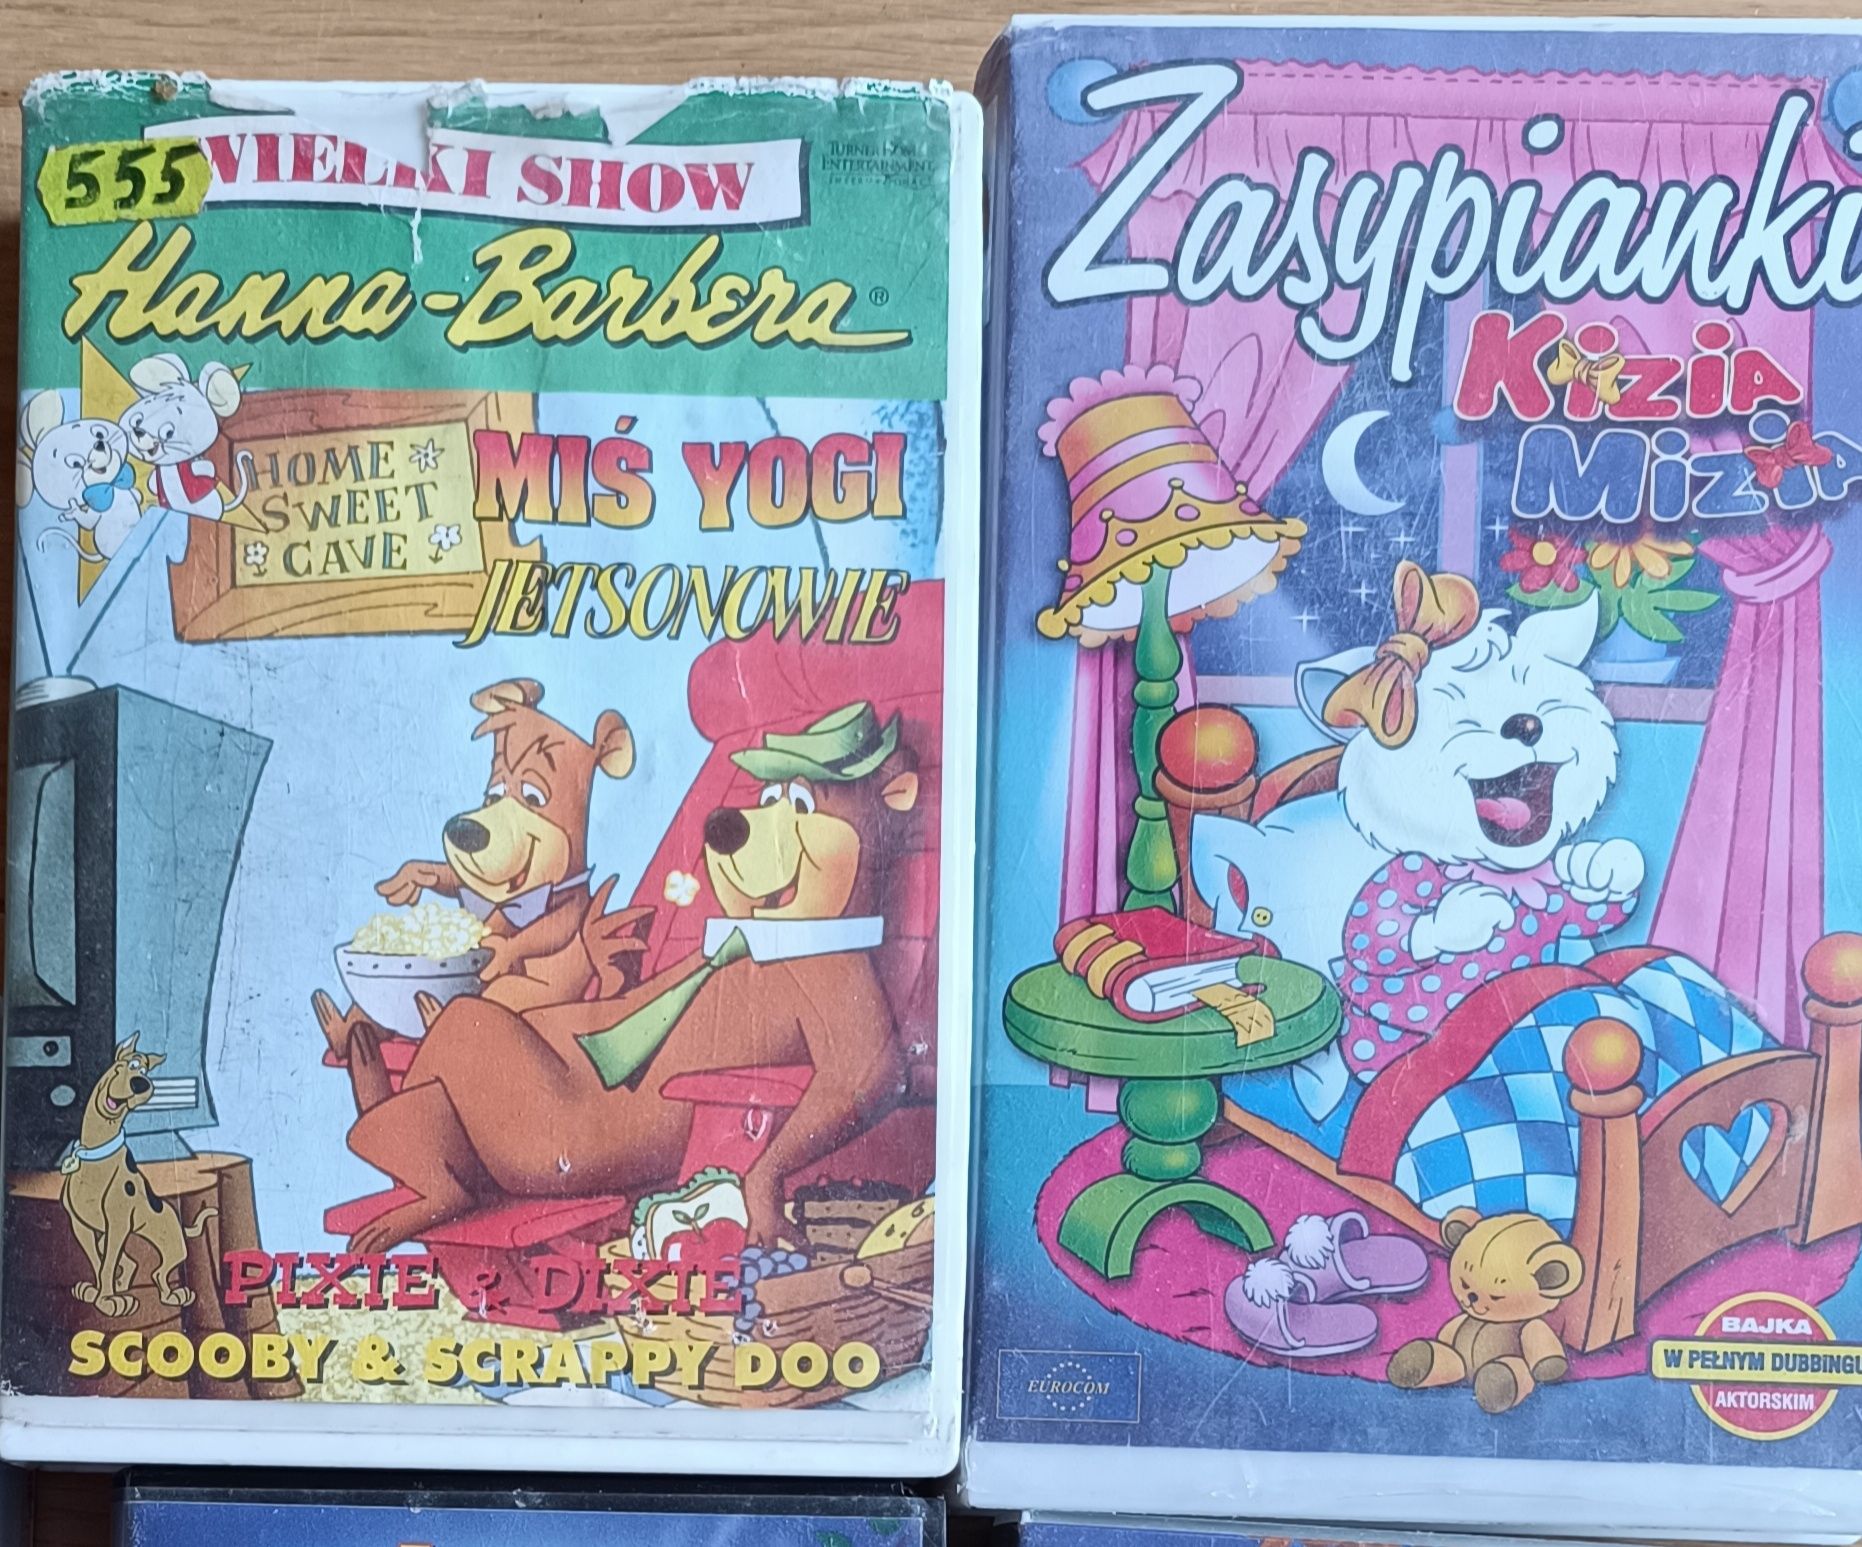 555
WIELKI SHOW
TURNER HOME
ENTERTAINMENT
Hanna-Barbera®
HOME
SWEET
CAVE
MIŚ YOGI
JETSONOWIE
PIXIE & DIXIE
SCOOBY & SCRAPPY DOO
Zasypianki
Kizia
Mizia
EUROCOM
BAJKA
W PEŁNYM DUBBINGU
AKTORSKIM